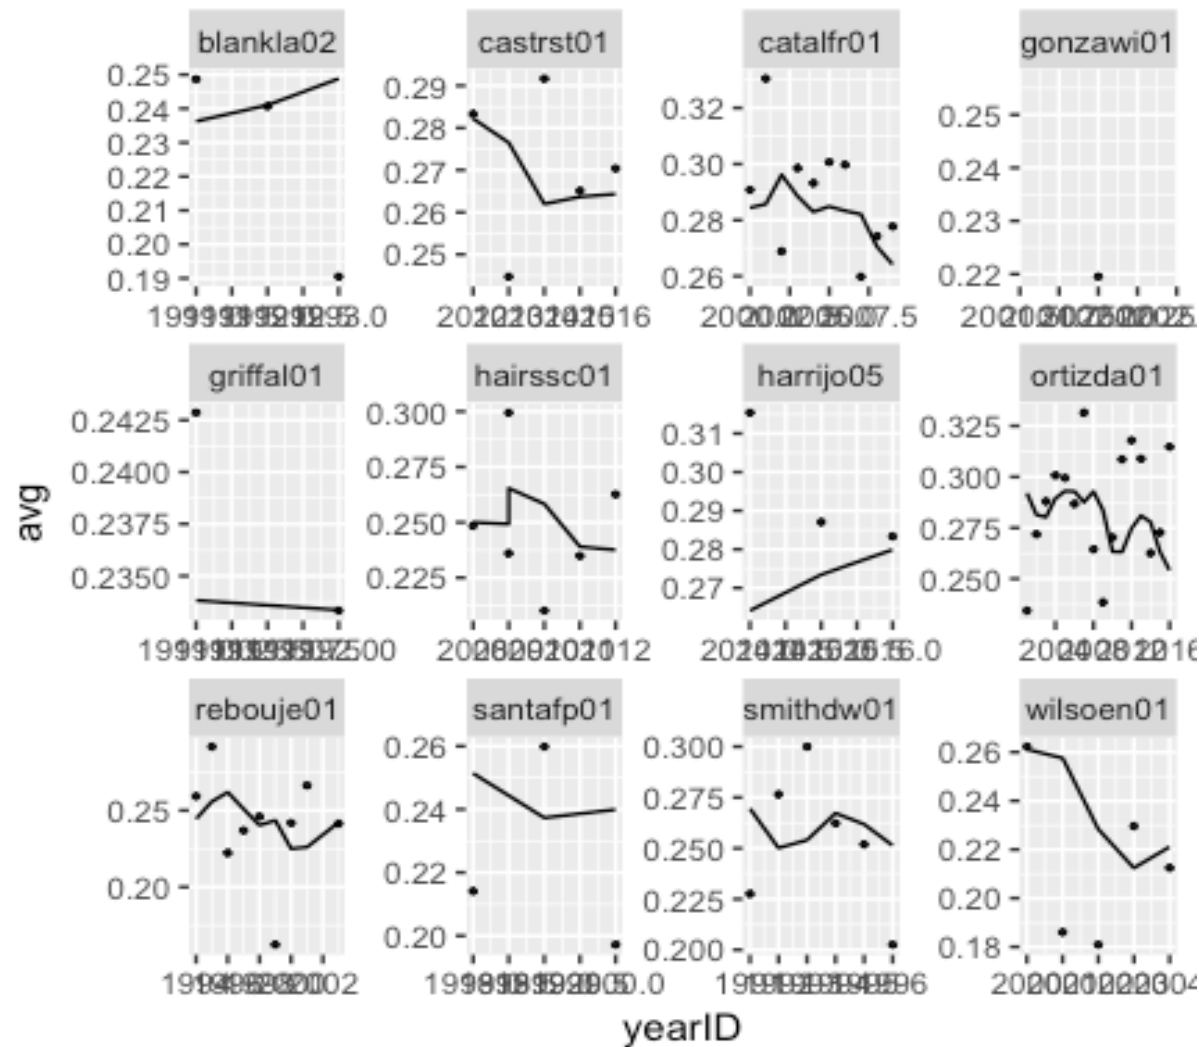 blankla02 castrst01 catalfr01 gonzawi01
0.25 0.29 0.32 0.25
0.24 0.28 0.30 0.24
0.23 0.27 0.28 0.23
0.22 0.26 0.26 0.22
0.21 0.25
0.20
0.19
griffal01 hairssc01 harrijo05 ortizda01
0.2425 0.300 0.31 0.325
0.2400 0.275 0.30 0.300
0.2375 0.250 0.29 0.275
0.2350 0.225 0.28 0.250
0.27
avg
rebouje01 santafp01 smithdw01 wilsoen01
0.25 0.26 0.300 0.26
0.20 0.24 0.275 0.24
0.22 0.250 0.22
0.20 0.225 0.20
0.200 0.18
yearID